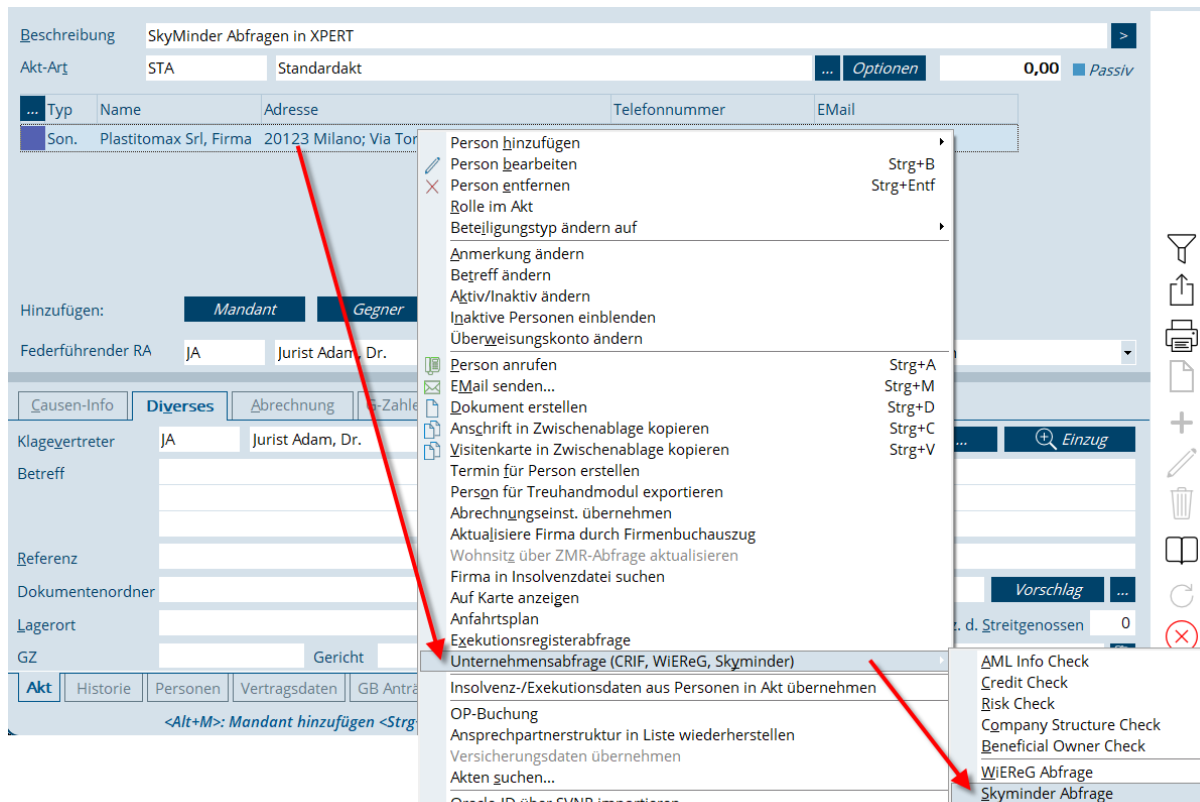 Beschreibung SkyMinder Abfragen in XPERT >
Akt-Art STA Standardakt ... Optionen 0,00 Passiv
... Typ Name Adresse Telefonnummer EMail
Son. Plastitomax Srl, Firma 20123 Milano; Via Tor
Person hinzufügen
Person bearbeiten Strg+B
Person entfernen Strg+Entf
Rolle im Akt
Beteiligungstyp ändern auf
Anmerkung ändern
Betreff ändern
Aktiv/Inaktiv ändern
Inaktive Personen einblenden
Überweisungskonto ändern
Hinzufügen: Mandant Gegner
Federführender RA JA Jurist Adam, Dr.
Person anrufen Strg+A
EMail senden... Strg+M
Dokument erstellen Strg+D
Anschrift in Zwischenablage kopieren Strg+C
Visitenkarte in Zwischenablage kopieren Strg+V
Termin für Person erstellen
Person für Treuhandmodul exportieren
Abrechnungseinst. übernehmen
Aktualisiere Firma durch Firmenbuchauszug
Wohnsitz über ZMR-Abfrage aktualisieren
Firma in Insolvenzdatei suchen
Auf Karte anzeigen
Anfahrtsplan
Exekutionsregisterabfrage
Unternehmensabfrage (CRIF, WiEReG, Skyminder)
Insolvenz-/Exekutionsdaten aus Personen in Akt übernehmen
OP-Buchung
Ansprechpartnerstruktur in Liste wiederherstellen
Versicherungsdaten übernehmen
Akten suchen...
Oracle-ID über SVNR importieren
Causen-Info Diverses Abrechnung G-Zahle
Klagevertreter JA Jurist Adam, Dr. ... Einzug
Betreff
Referenz
Dokumentenordner Vorschlag ...
Lagerort z. d. Streitgenossen 0
GZ Gericht
Akt Historie Personen Vertragsdaten GB Anträ
<Alt+M>: Mandant hinzufügen <Strg+
AML Info Check
Credit Check
Risk Check
Company Structure Check
Beneficial Owner Check
WiEReG Abfrage
Skyminder Abfrage